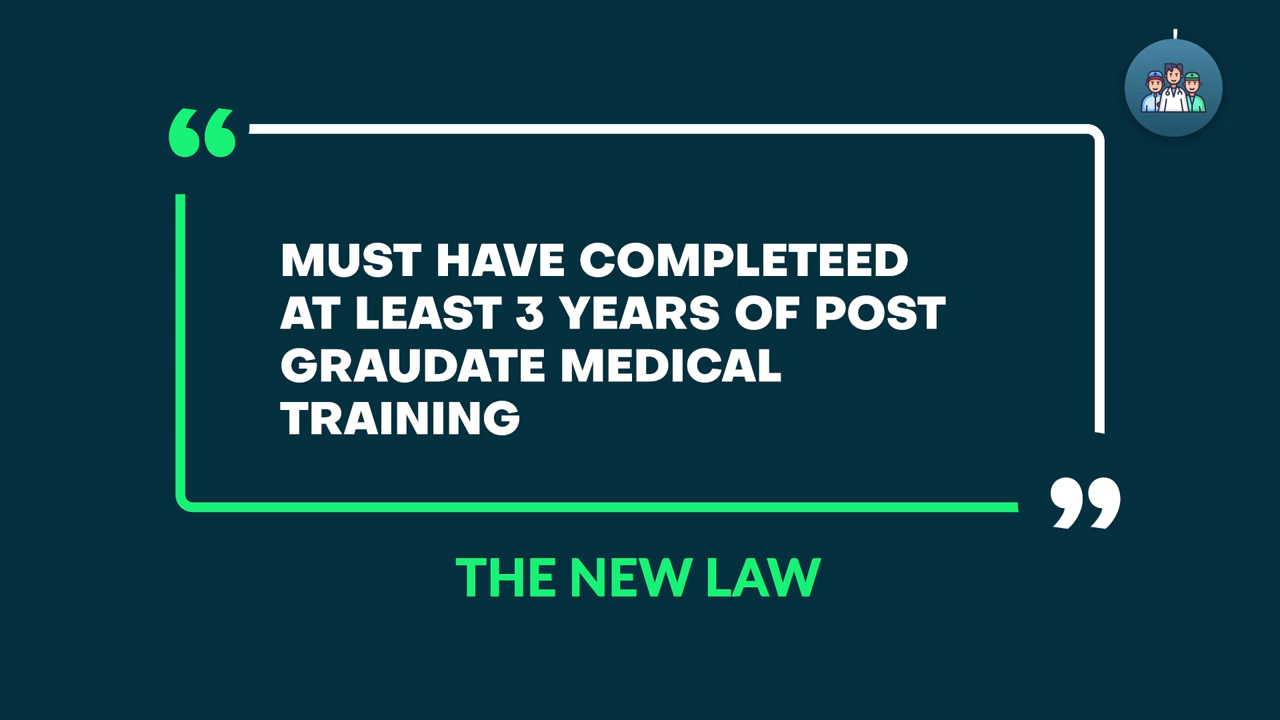 “
MUST HAVE COMPLETEED
AT LEAST 3 YEARS OF POST
GRAUDATE MEDICAL
TRAINING
”
THE NEW LAW